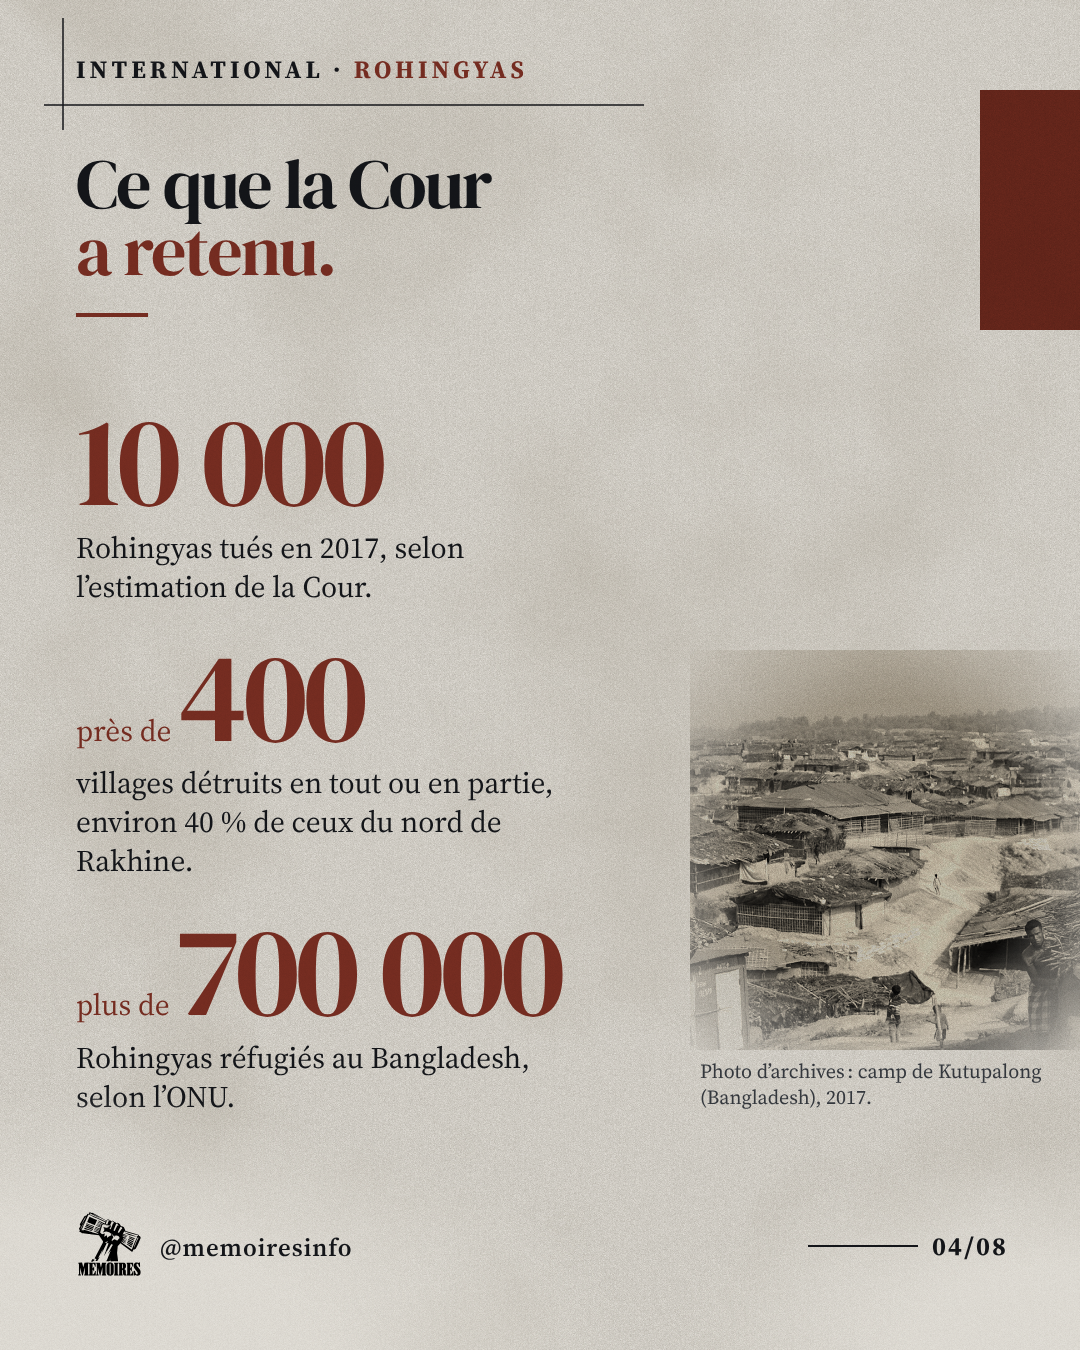 INTERNATIONAL · ROHINGYAS
Ce que la Cour
a retenu.
10 000
Rohingyas tués en 2017, selon
l’estimation de la Cour.
près de 400
villages détruits en tout ou en partie,
environ 40 % de ceux du nord de
Rakhine.
plus de 700 000
Rohingyas réfugiés au Bangladesh,
selon l’ONU.
Photo d’archives : camp de Kutupalong
(Bangladesh), 2017.
MÉMOIRES
@memoiresinfo
04/08